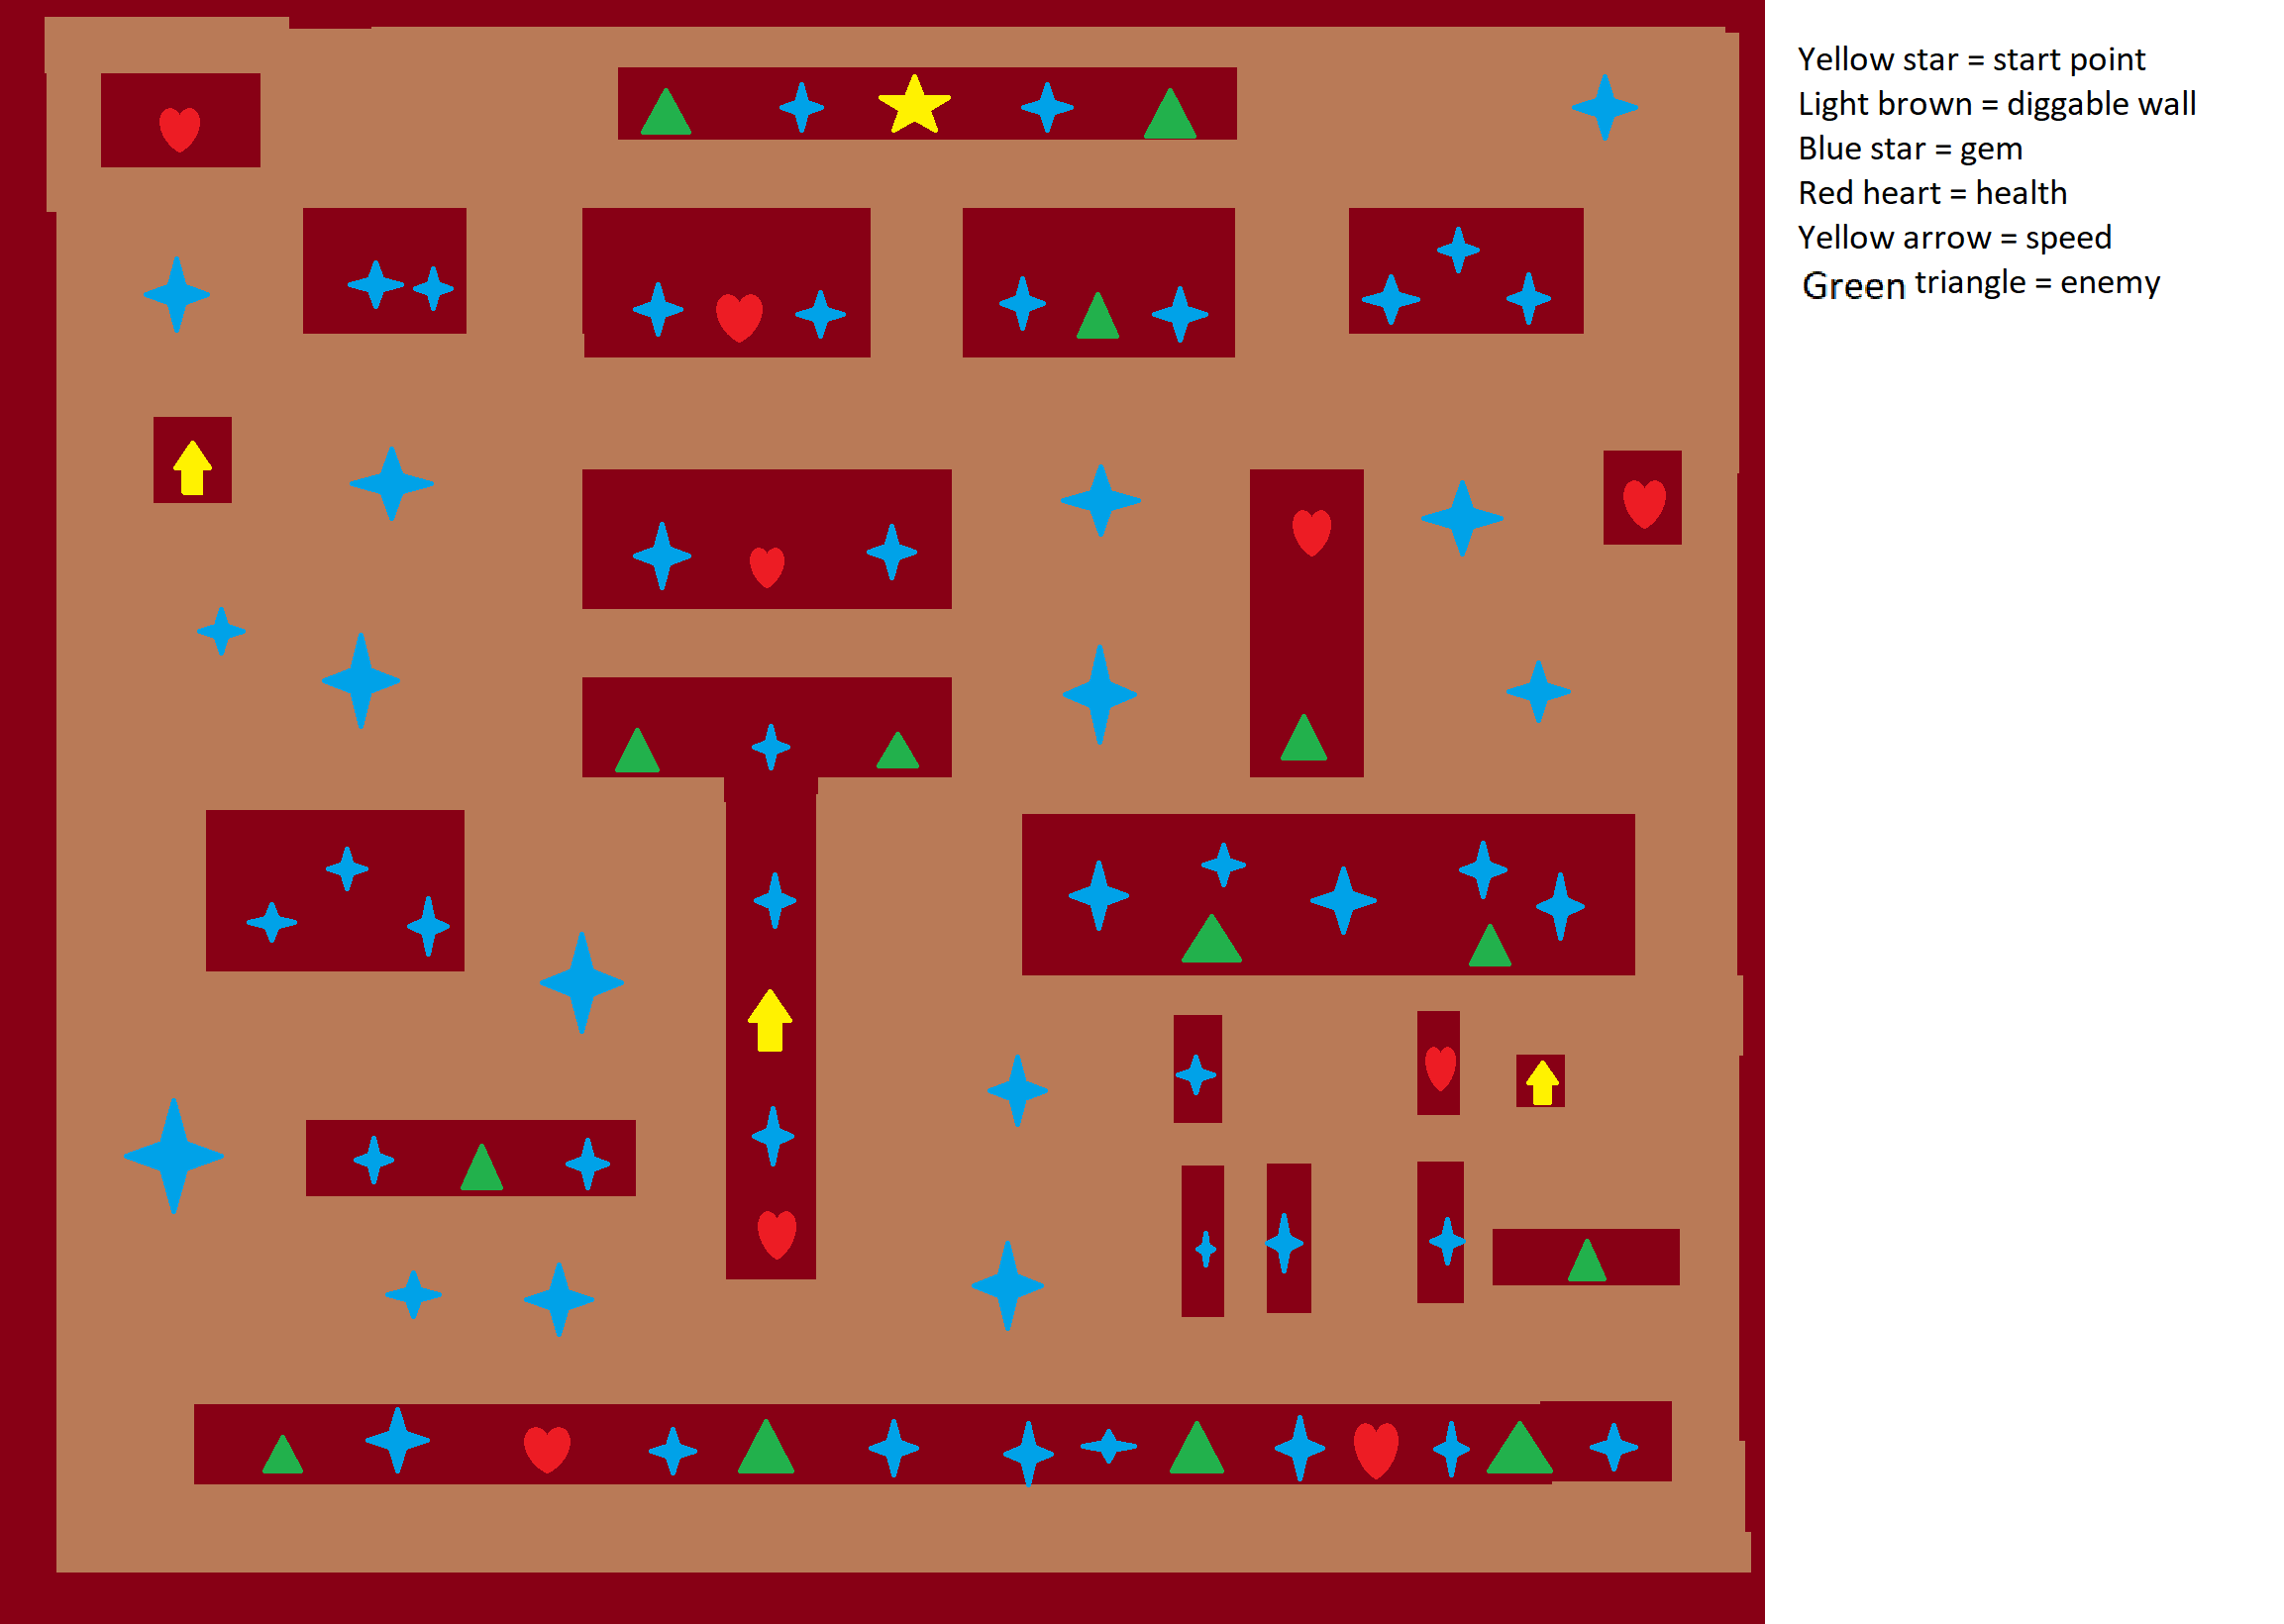 Yellow star = start point
Light brown = diggable wall
Blue star = gem
Red heart = health
Yellow arrow = speed
Green triangle = enemy